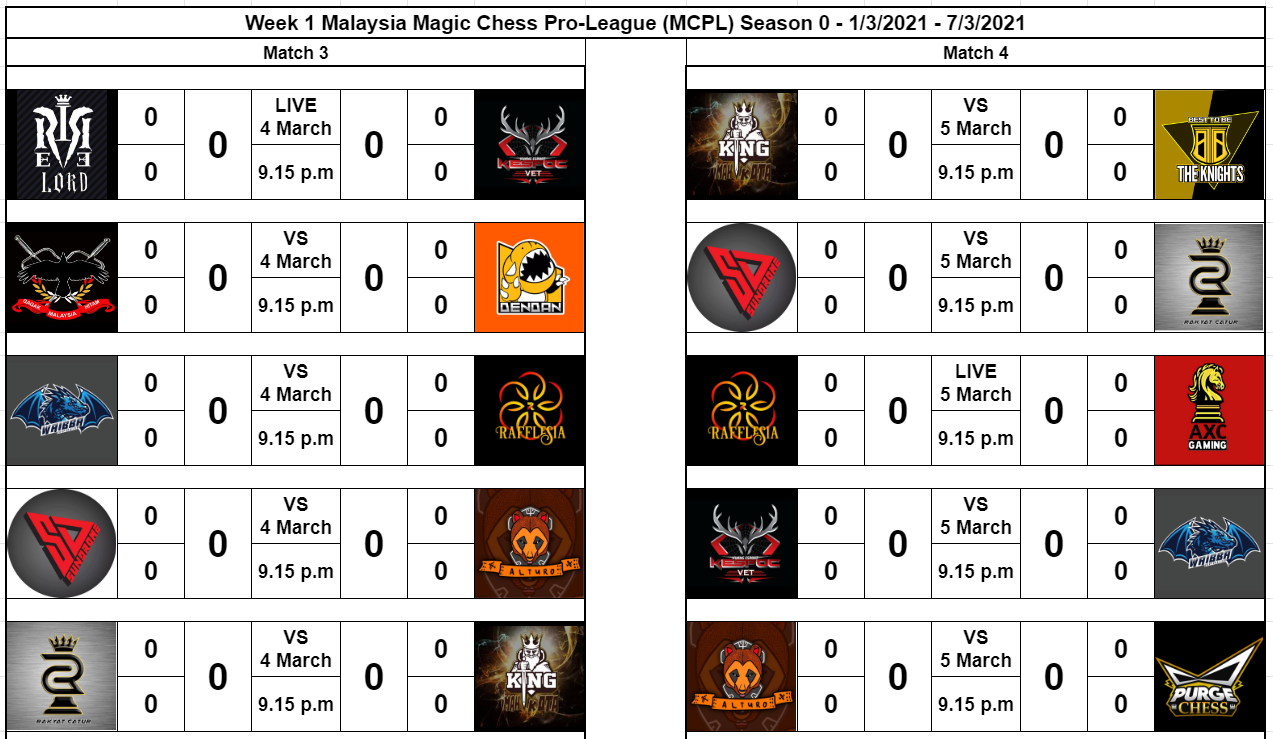 Week 1 Malaysia Magic Chess Pro-League (MCPL) Season 0 - 1/3/2021 - 7/3/2021
Match 3
Match 4
LORD
0
0
0
LIVE
4 March
9.15 p.m
0
0
0
VET
KING
0
0
0
VS
5 March
9.15 p.m
0
0
0
BEST TO BE
THE KNIGHTS
GAGAK
MALAYSIA
HITAM
0
0
0
VS
4 March
9.15 p.m
0
0
0
DENDAN
0
0
0
VS
5 March
9.15 p.m
0
0
0
RAKYAT CATUR
0
0
0
VS
4 March
9.15 p.m
0
0
0
RAFFLESIA
RAFFLESIA
0
0
0
LIVE
5 March
9.15 p.m
0
0
0
AXC
GAMING
0
0
0
VS
4 March
9.15 p.m
0
0
0
ALTURO
VET
0
0
0
VS
5 March
9.15 p.m
0
0
0
RAKYAT CATUR
0
0
0
VS
4 March
9.15 p.m
0
0
0
KING
ALTURO
0
0
0
VS
5 March
9.15 p.m
0
0
0
PURGE
CHESS